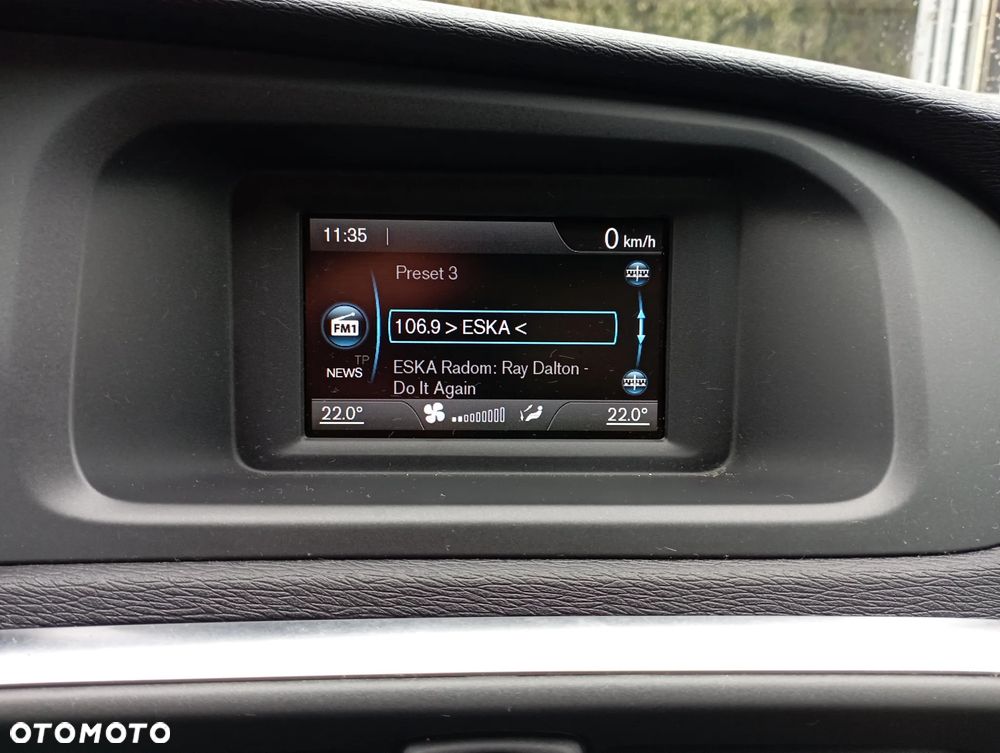 11:35
0 km/h
Preset 3
FM1
106.9 > ESKA <
TP
NEWS
ESKA Radom: Ray Dalton -
Do It Again
22.0°
22.0°
OTOMOTO